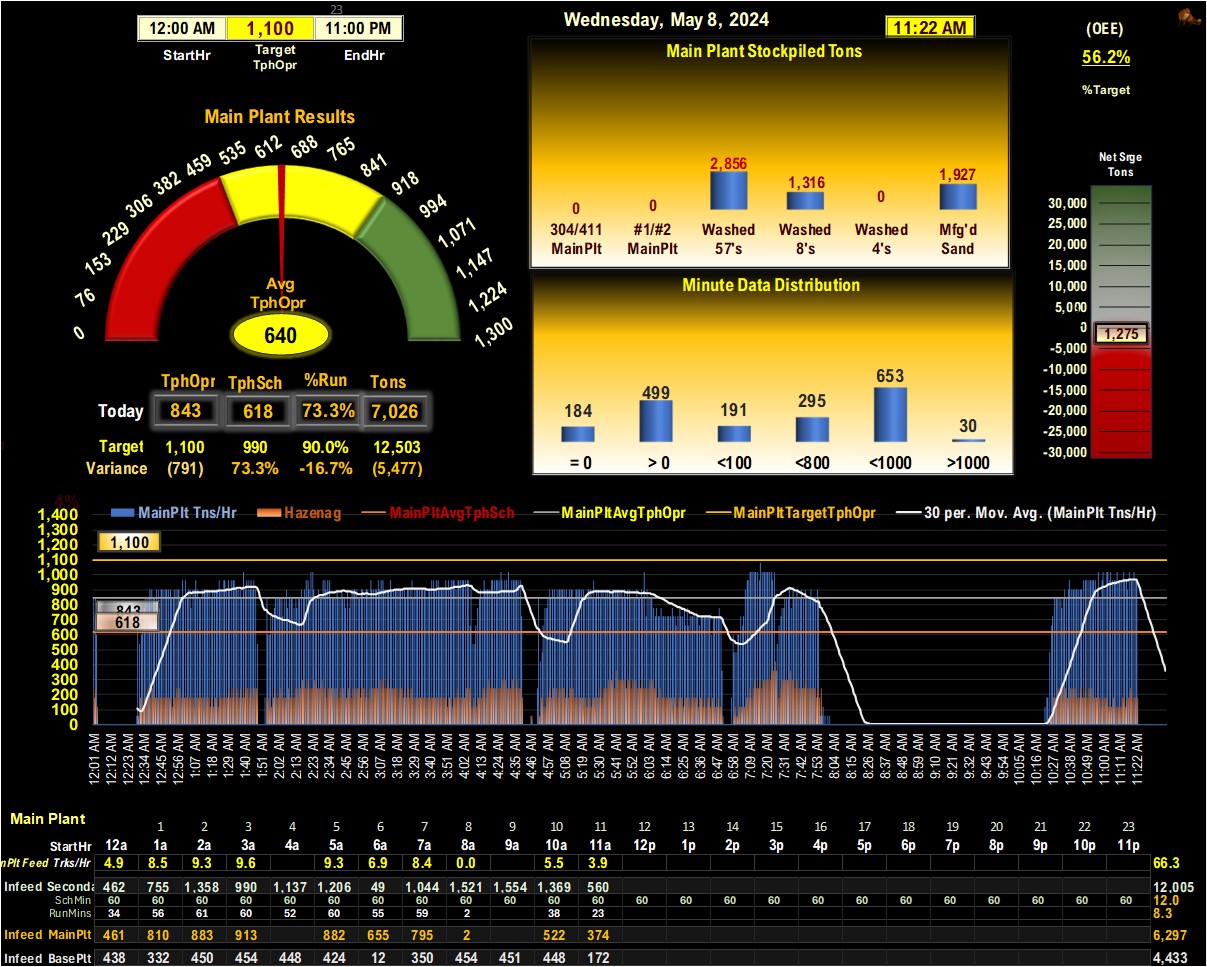 23
12:00 AM 1,100 11:00 PM
StartHr Target TphOpr EndHr
Wednesday, May 8, 2024
11:22 AM
(OEE)
56.2%
%Target
Main Plant Results
0 76 153 229 306 382 459 535 612 688 765 841 918 994 1,071 1,147 1,224 1,300
Avg
TphOpr
640
TphOpr TphSch %Run Tons
Today 843 618 73.3% 7,026
Target 1,100 990 90.0% 12,503
Variance (791) 73.3% -16.7% (5,477)
Main Plant Stockpiled Tons
0 0 2,856 1,316 0 1,927
304/411 #1/#2 Washed Washed Washed Mfg'd
MainPlt MainPlt 57's 8's 4's Sand
Minute Data Distribution
184 499 191 295 653 30
= 0 > 0 <100 <800 <1000 >1000
Net Srge
Tons
30,000
25,000
20,000
15,000
10,000
5,000
0
1,275
-5,000
-10,000
-15,000
-20,000
-25,000
-30,000
4%
MainPlt Tns/Hr Hazenag MainPltAvgTphSch MainPltAvgTphOpr MainPltTargetTphOpr 30 per. Mov. Avg. (MainPlt Tns/Hr)
1,400
1,300
1,200
1,100
1,000
900
800
700
600
500
400
300
200
100
0
1,100
843
618
12:01 AM 12:12 AM 12:23 AM 12:34 AM 12:45 AM 12:56 AM 1:07 AM 1:18 AM 1:29 AM 1:40 AM 1:51 AM 2:02 AM 2:13 AM 2:23 AM 2:34 AM 2:45 AM 2:56 AM 3:07 AM 3:18 AM 3:29 AM 3:40 AM 3:51 AM 4:02 AM 4:13 AM 4:24 AM 4:35 AM 4:46 AM 4:57 AM 5:08 AM 5:19 AM 5:30 AM 5:41 AM 5:52 AM 6:03 AM 6:14 AM 6:25 AM 6:36 AM 6:47 AM 6:58 AM 7:09 AM 7:20 AM 7:31 AM 7:42 AM 7:53 AM 8:04 AM 8:15 AM 8:26 AM 8:37 AM 8:48 AM 8:59 AM 9:10 AM 9:21 AM 9:32 AM 9:43 AM 9:54 AM 10:05 AM 10:16 AM 10:27 AM 10:38 AM 10:49 AM 11:00 AM 11:11 AM 11:22 AM
Main Plant
1 2 3 4 5 6 7 8 9 10 11 12 13 14 15 16 17 18 19 20 21 22 23
StartHr 12a 1a 2a 3a 4a 5a 6a 7a 8a 9a 10a 11a 12p 1p 2p 3p 4p 5p 6p 7p 8p 9p 10p 11p
nPlt Feed Trks/Hr 4.9 8.5 9.3 9.6 9.3 6.9 8.4 0.0 5.5 3.9 66.3
Infeed Seconda 462 755 1,358 990 1,137 1,206 49 1,044 1,521 1,554 1,369 560 12,005
SchMin 60 60 60 60 60 60 60 60 60 60 60 60 60 60 60 60 60 60 60 60 60 60 60 60 12.0
RunMins 34 56 61 60 52 60 55 59 2 38 23 8.3
Infeed MainPlt 461 810 883 913 882 655 795 2 522 374 6,297
Infeed BasePlt 438 332 450 454 448 424 12 350 454 451 448 172 4,433